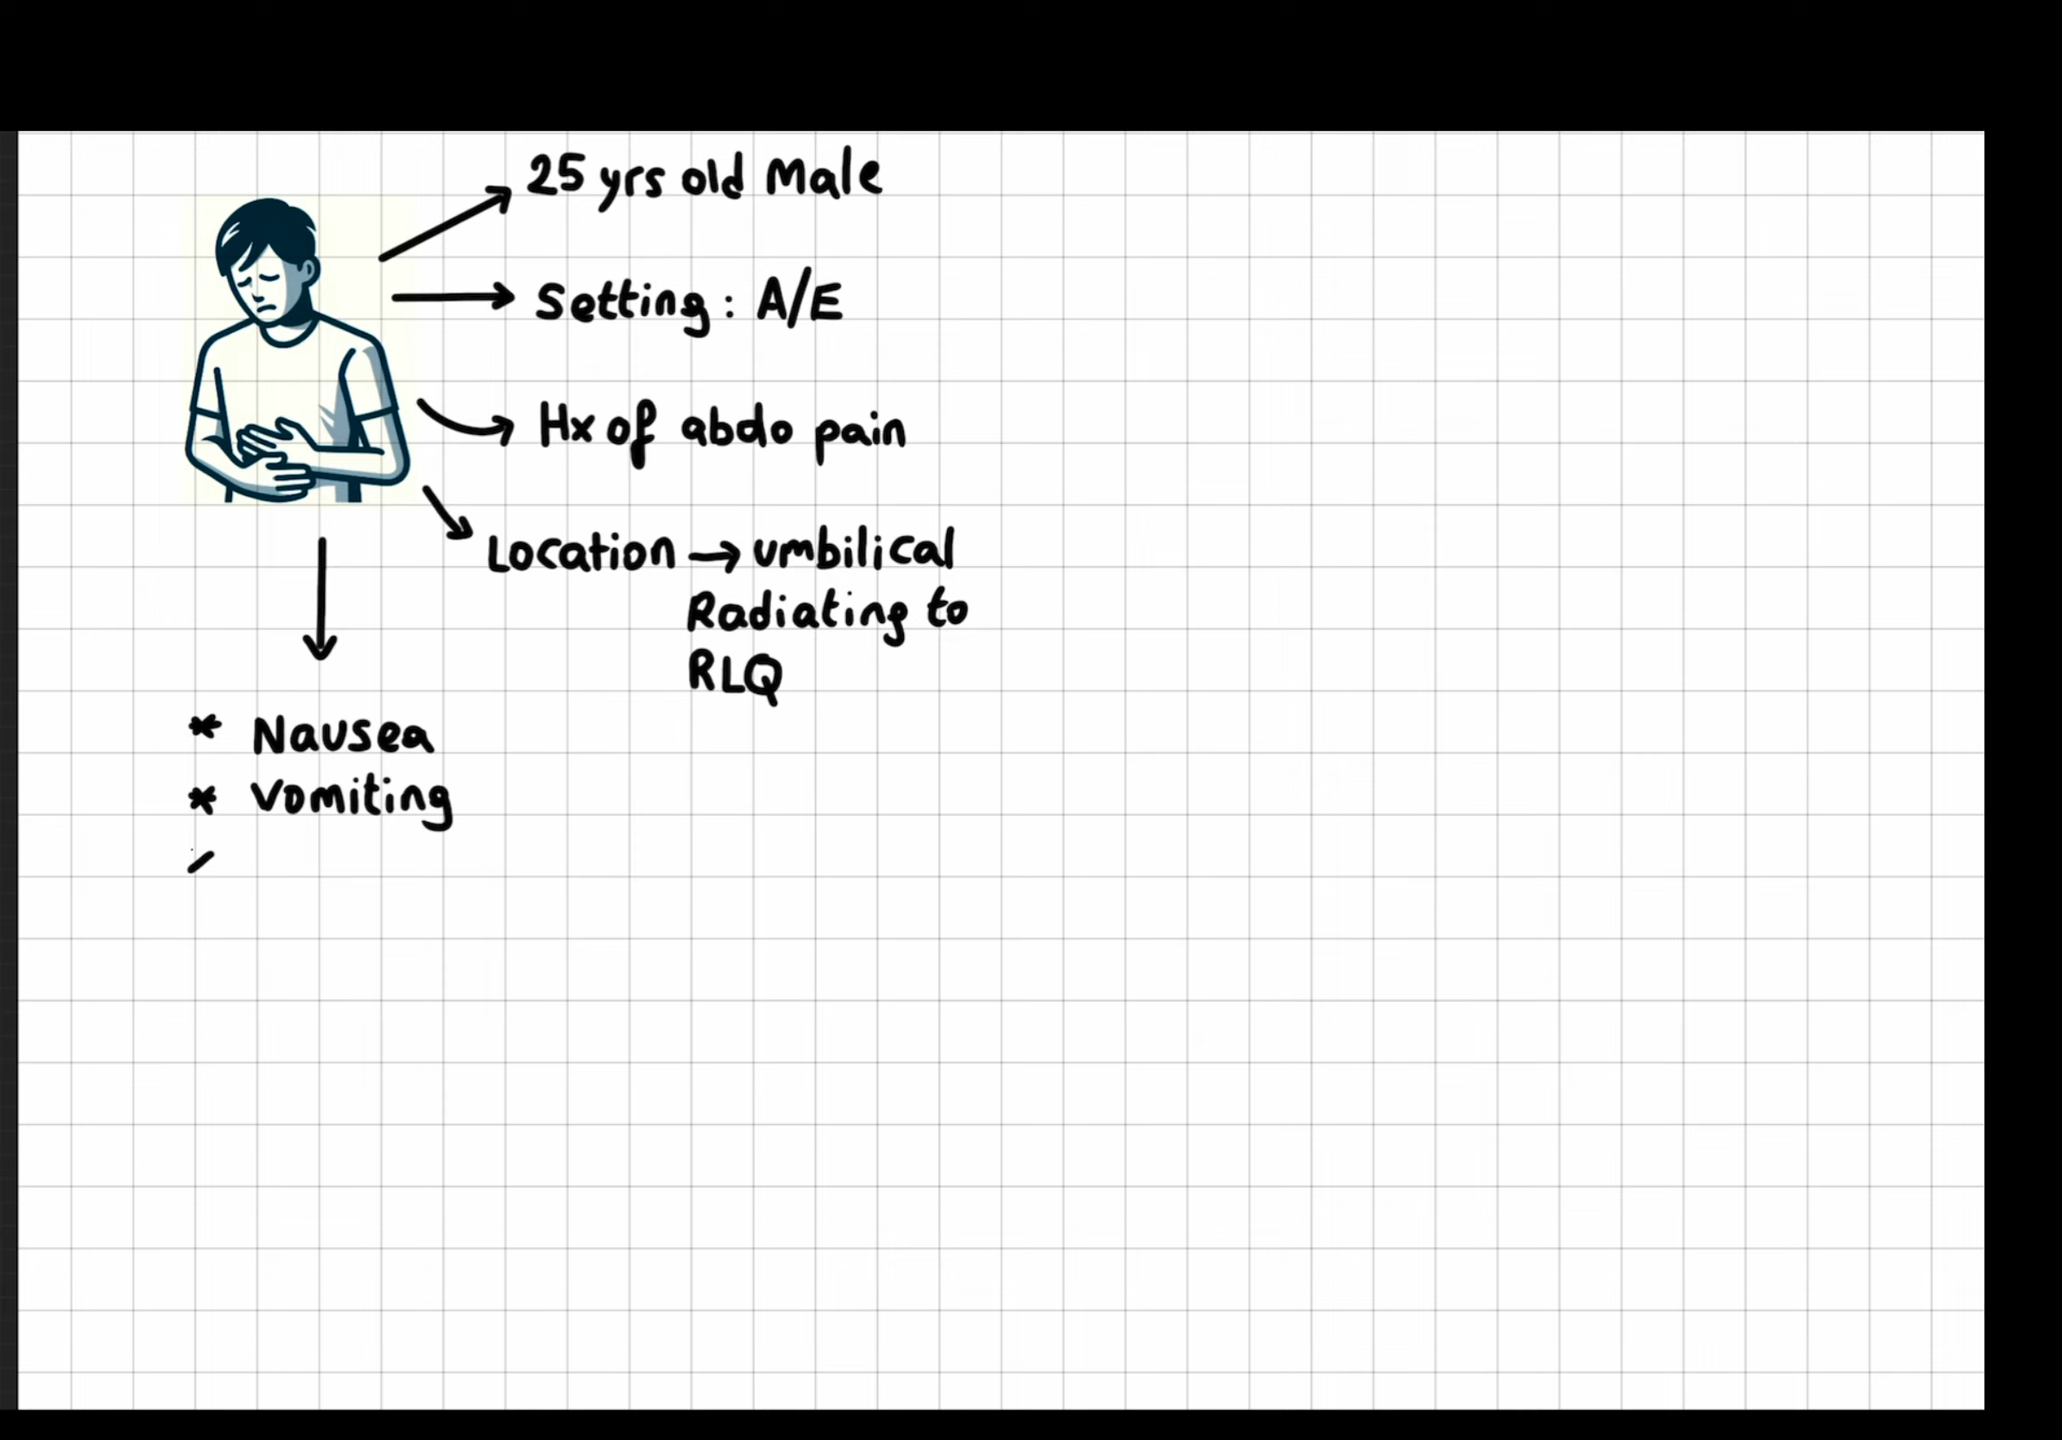 25 yrs old Male
Setting: A/E
Hx of abdo pain
Location → umbilical
Radiating to
RLQ
* Nausea
* Vomiting